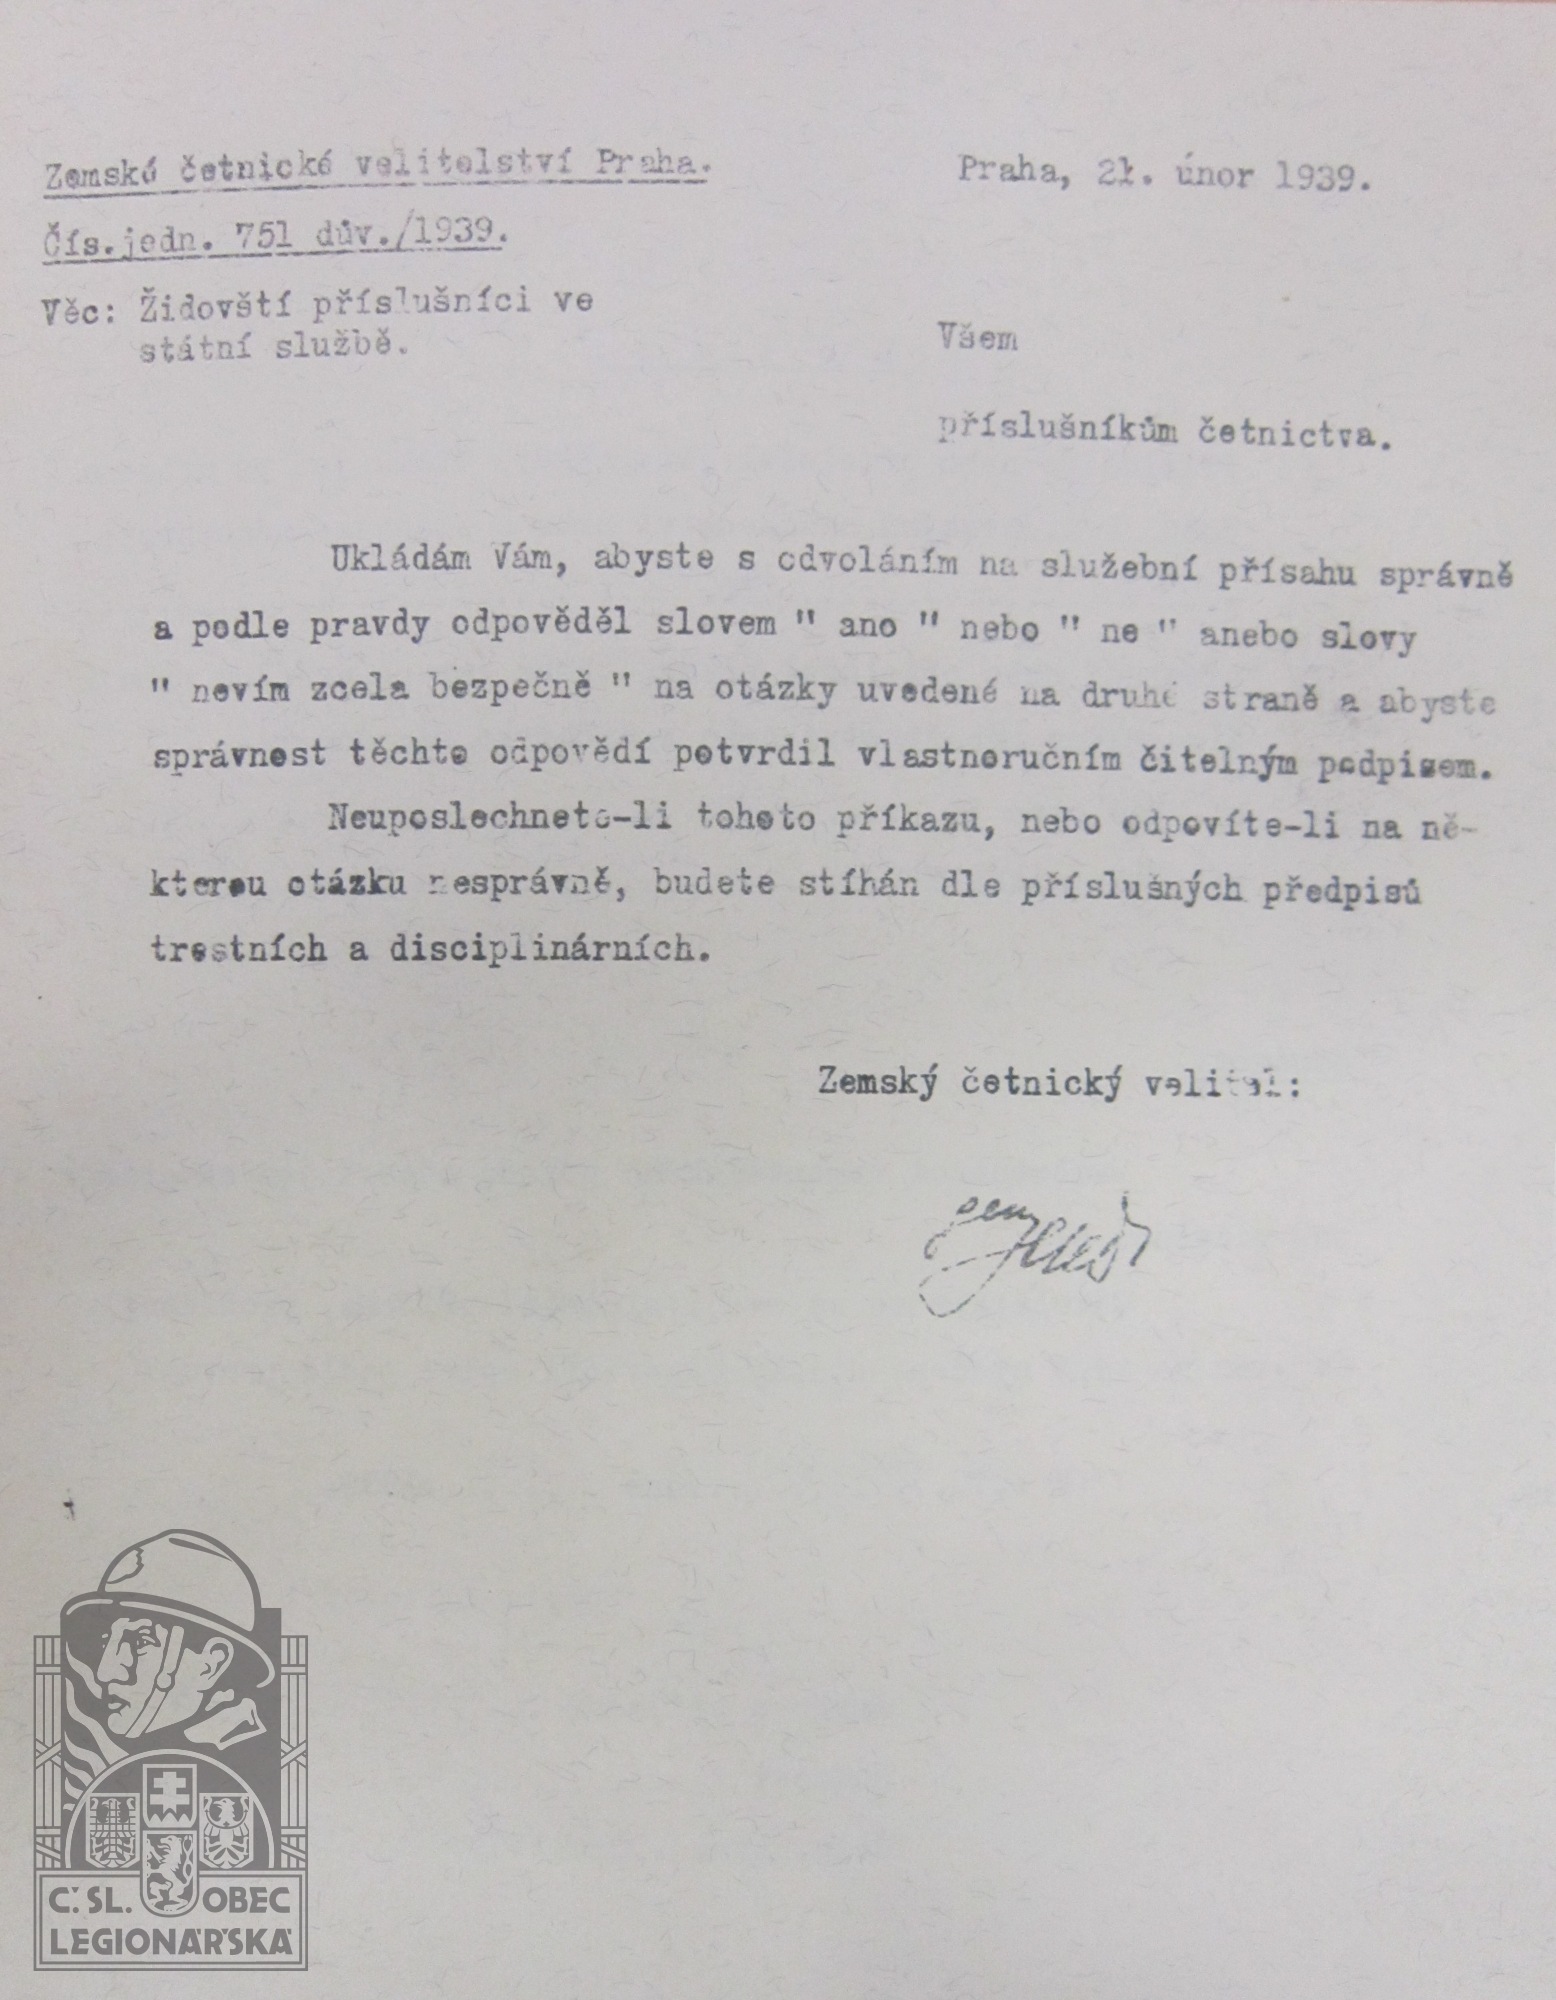 Zemské četnické velitelství Praha.
Praha, 21. únor 1939.
Čís.jedn. 751 dův./1939.
Věc: Židovští příslušníci ve
státní službě.
Všem
příslušníkům četnictva.
Ukládám Vám, abyste s odvoláním na služební přísahu správně
a podle pravdy odpověděl slovem " ano " nebo " ne " anebo slovy
" nevím zcela bezpečně " na otázky uvedené na druhé straně a abyste
správnost těchto odpovědí potvrdil vlastnoručním čitelným podpisem.
Neuposlechnete-li tohoto příkazu, nebo odpovíte-li na ně-
kterou otázku nesprávně, budete stíhán dle příslušných předpisů
trestních a disciplinárních.
Zemský četnický velitel:
C.SL. OBEC
LEGIONÁŘSKÁ